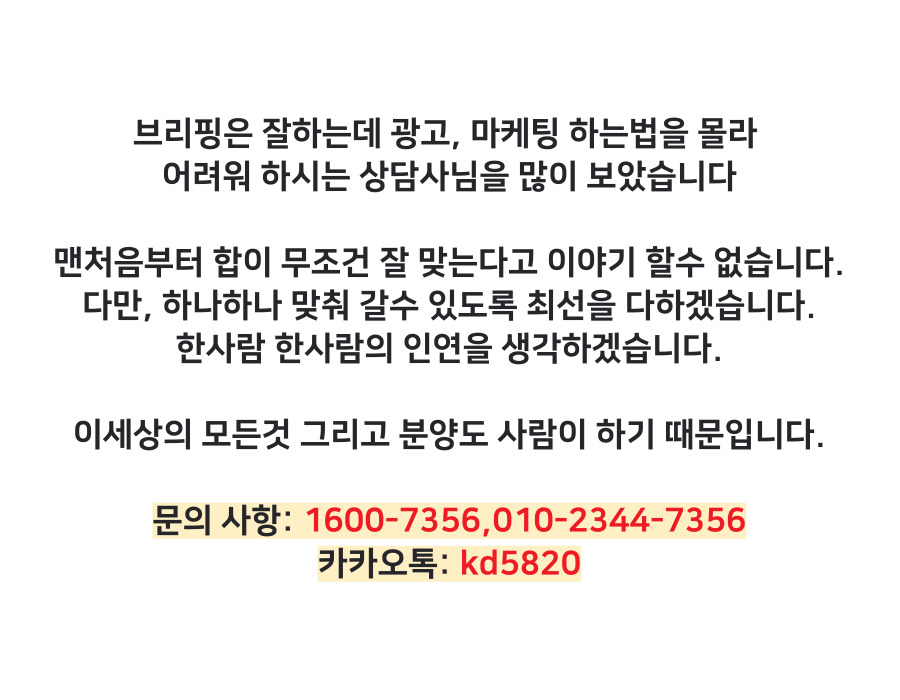 브리핑은 잘하는데 광고, 마케팅 하는법을 몰라
어려워 하시는 상담사님을 많이 보았습니다
맨처음부터 합이 무조건 잘 맞는다고 이야기 할수 없습니다.
다만, 하나하나 맞춰 갈수 있도록 최선을 다하겠습니다.
한사람 한사람의 인연을 생각하겠습니다.
이세상의 모든것 그리고 분양도 사람이 하기 때문입니다.
문의 사항: 1600-7356,010-2344-7356
카카오톡: kd5820